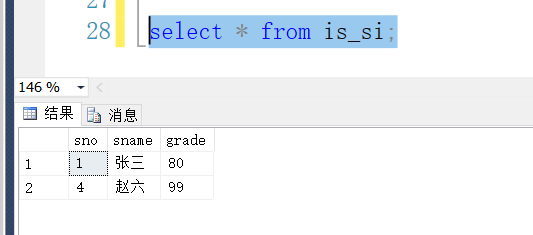 27
28 select * from is_si;
146 %
结果 消息
sno sname grade
1 1 张三 80
2 4 赵六 99